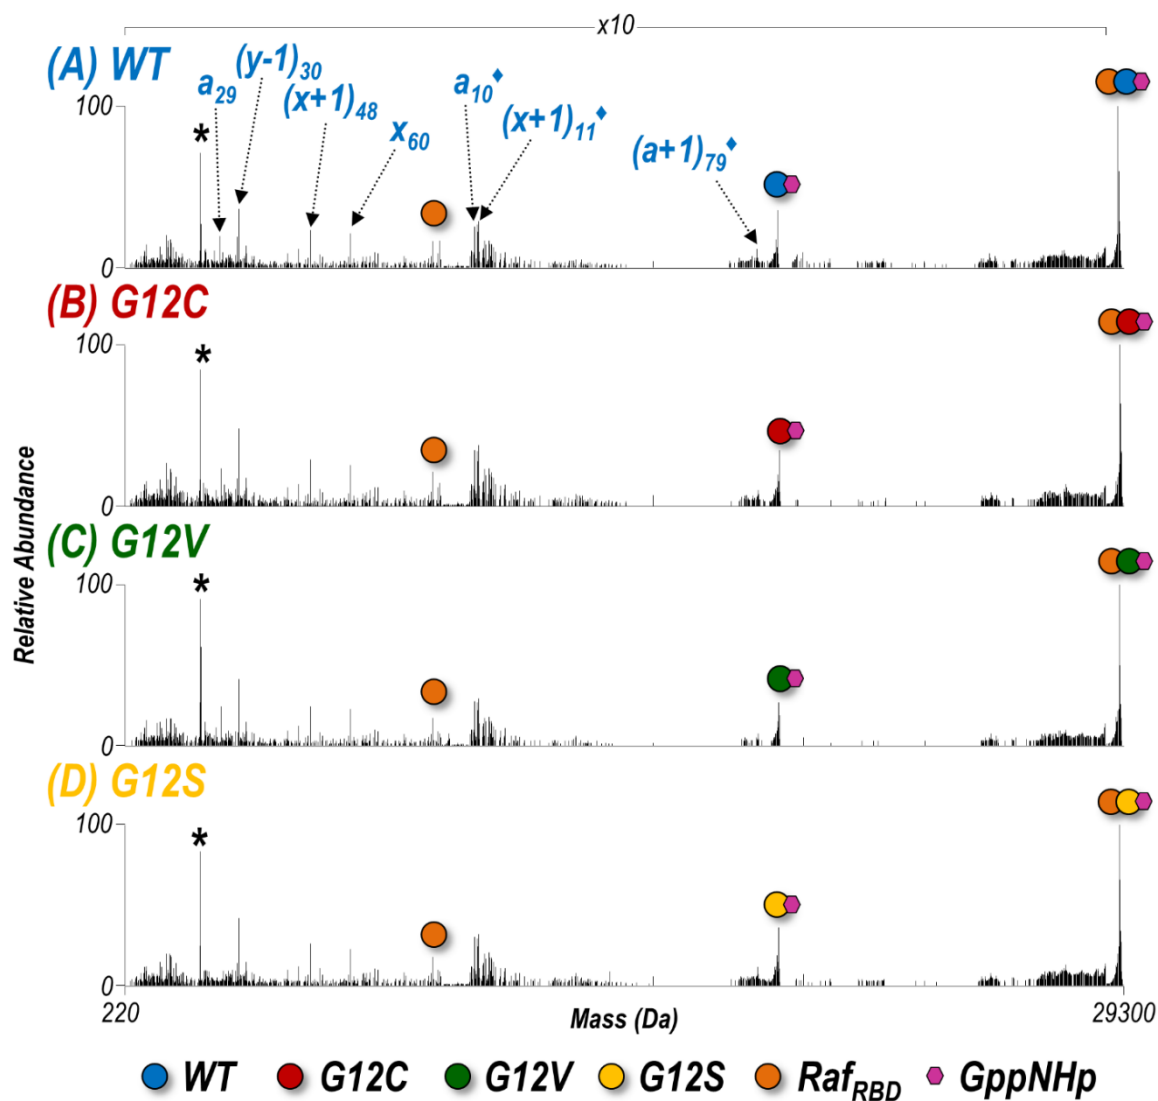 x10
(A) WT
a29
(y-1)30
(x+1)48
x60
a10♦
(x+1)11♦
(a+1)79♦
100
*
0
(B) G12C
100
*
0
(C) G12V
100
*
0
(D) G12S
100
*
0
Relative Abundance
220
Mass (Da)
29300
WT G12C G12V G12S RafRBD GppNHp